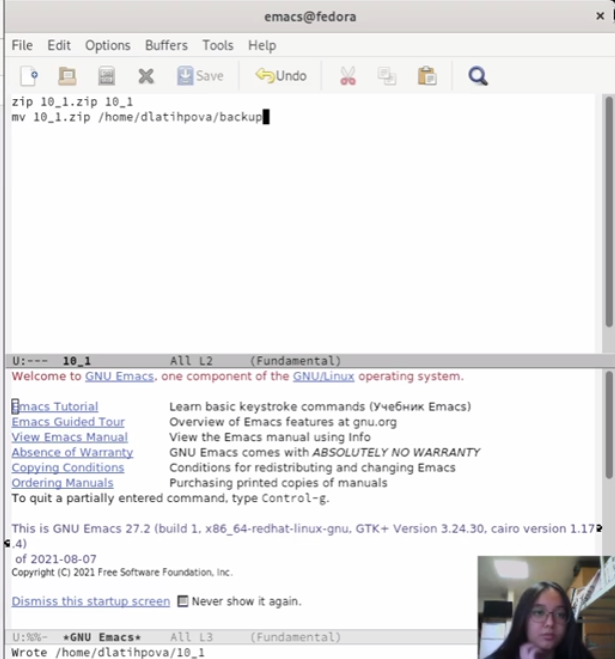 emacs@fedora
File Edit Options Buffers Tools Help
Save Undo
zip 10_1.zip 10_1
mv 10_1.zip /home/dlatihpova/backup
U:--- 10_1 All L2 (Fundamental)
Welcome to GNU Emacs, one component of the GNU/Linux operating system.
Emacs Tutorial Learn basic keystroke commands (Учебник Emacs)
Emacs Guided Tour Overview of Emacs features at gnu.org
View Emacs Manual View the Emacs manual using Info
Absence of Warranty GNU Emacs comes with ABSOLUTELY NO WARRANTY
Copying Conditions Conditions for redistributing and changing Emacs
Ordering Manuals Purchasing printed copies of manuals
To quit a partially entered command, type Control-g.
This is GNU Emacs 27.2 (build 1, x86_64-redhat-linux-gnu, GTK+ Version 3.24.30, cairo version 1.17
.4)
of 2021-08-07
Copyright (C) 2021 Free Software Foundation, Inc.
Dismiss this startup screen Never show it again.
U:%%- *GNU Emacs* All L3 (Fundamental)
Wrote /home/dlatihpova/10_1